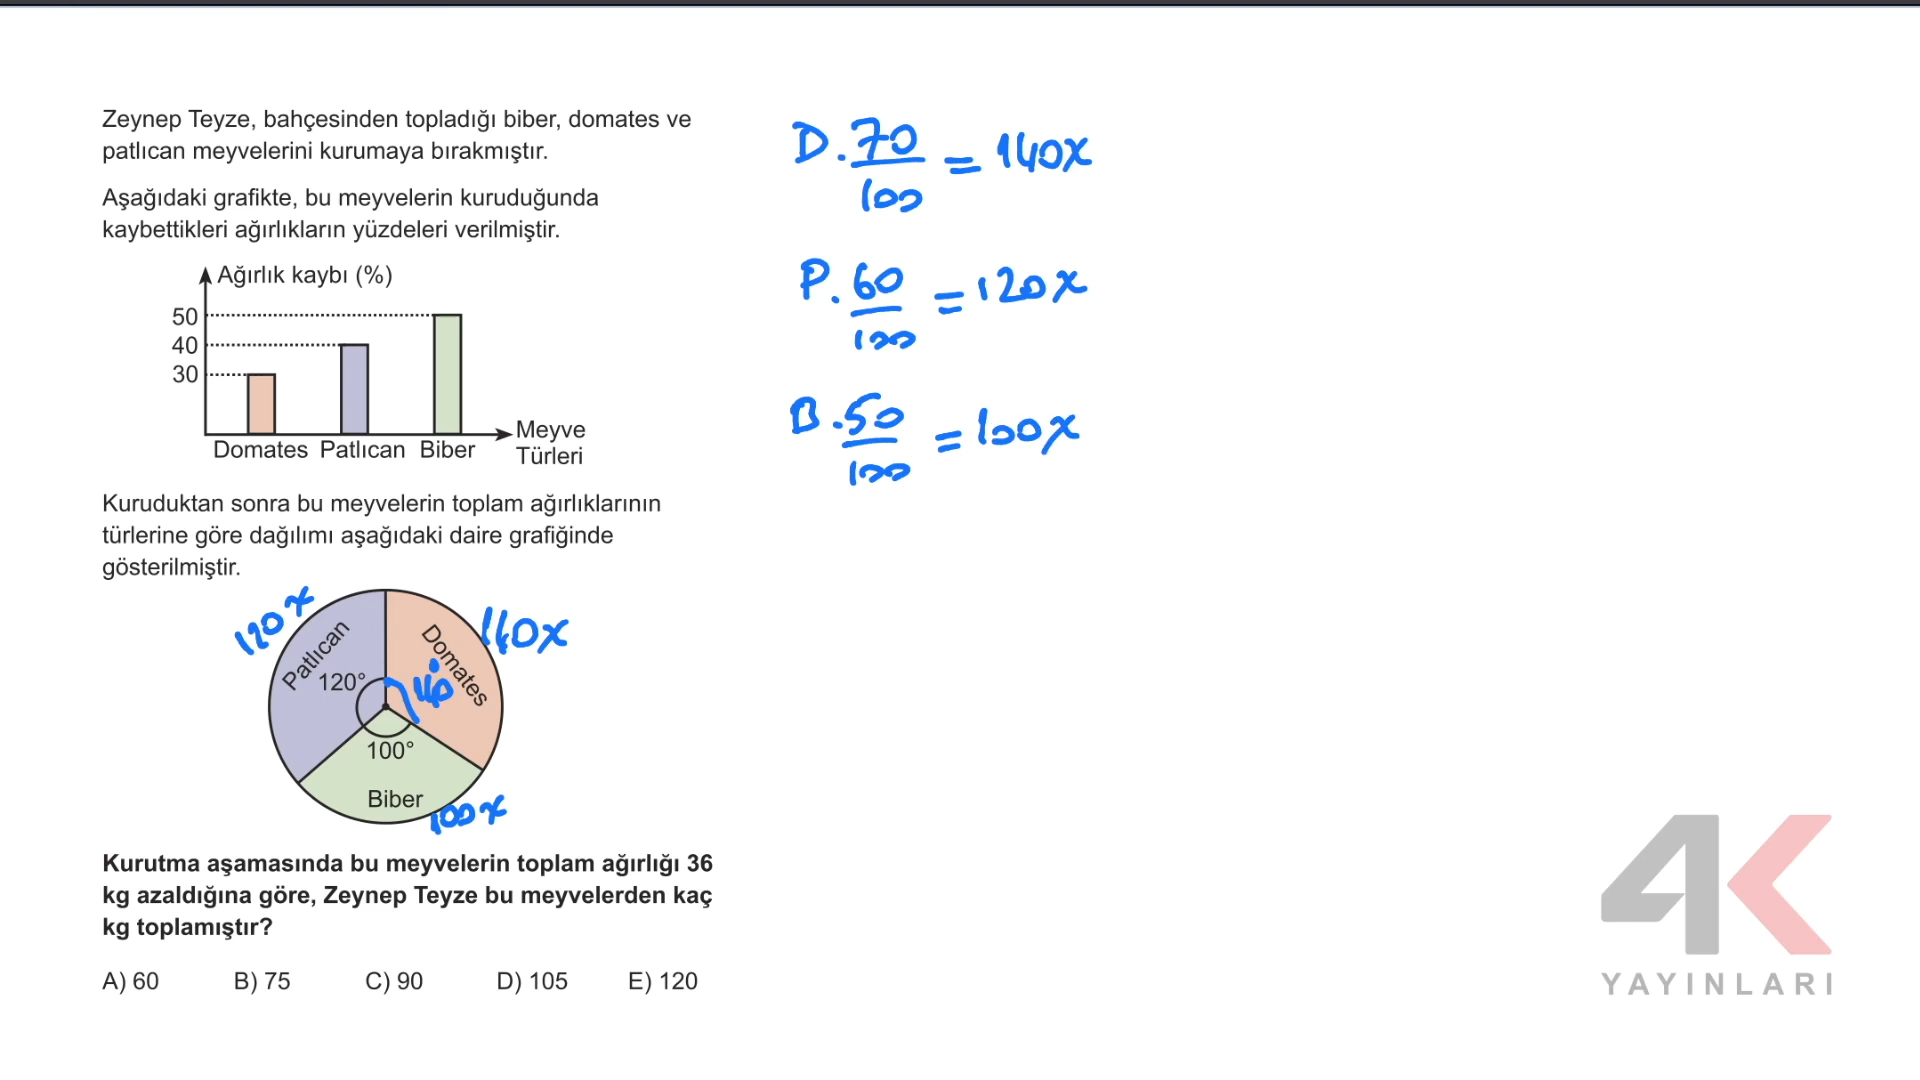 Zeynep Teyze, bahçesinden topladığı biber, domates ve
patlıcan meyvelerini kurumaya bırakmıştır.
Aşağıdaki grafikte, bu meyvelerin kuruduğunda
kaybettikleri ağırlıkların yüzdeleri verilmiştir.
Ağırlık kaybı (%)
50
40
30
Domates Patlıcan Biber
Meyve
Türleri
Kuruduktan sonra bu meyvelerin toplam ağırlıklarının
türlerine göre dağılımı aşağıdaki daire grafiğinde
gösterilmiştir.
120x
140x
Patlıcan
Domates
120°
140°
100°
Biber
100x
Kurutma aşamasında bu meyvelerin toplam ağırlığı 36
kg azaldığına göre, Zeynep Teyze bu meyvelerden kaç
kg toplamıştır?
A) 60 B) 75 C) 90 D) 105 E) 120
D. 70/100 = 140x
P. 60/100 = 120x
B. 50/100 = 100x
4K
YAYINLARI